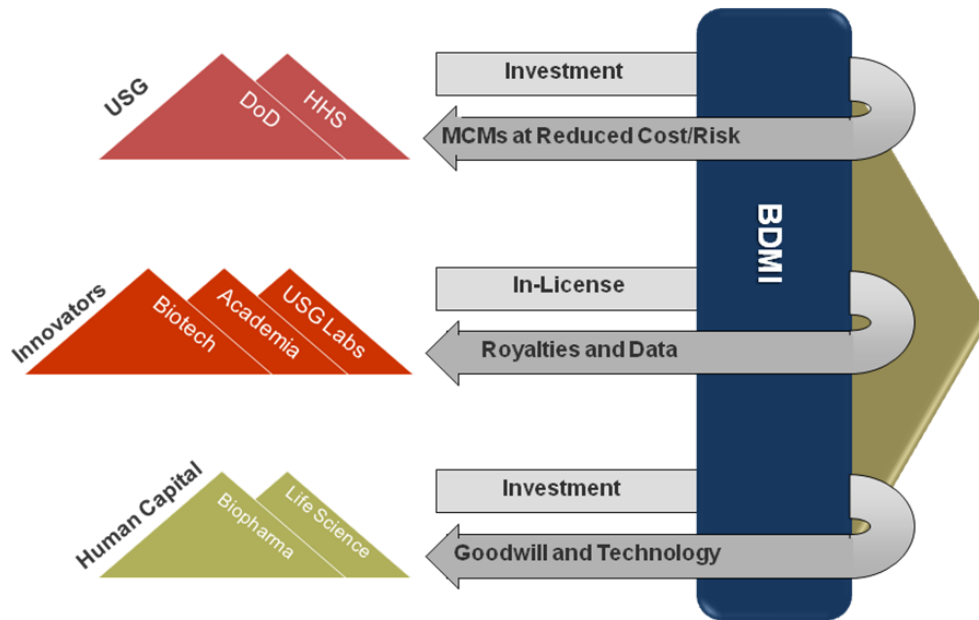 USG
DoD
HHS
Investment
MCMs at Reduced Cost/Risk
BDMI
Innovators
Biotech
Academia
USG Labs
In-License
Royalties and Data
Human Capital
Biopharma
Life Science
Investment
Goodwill and Technology